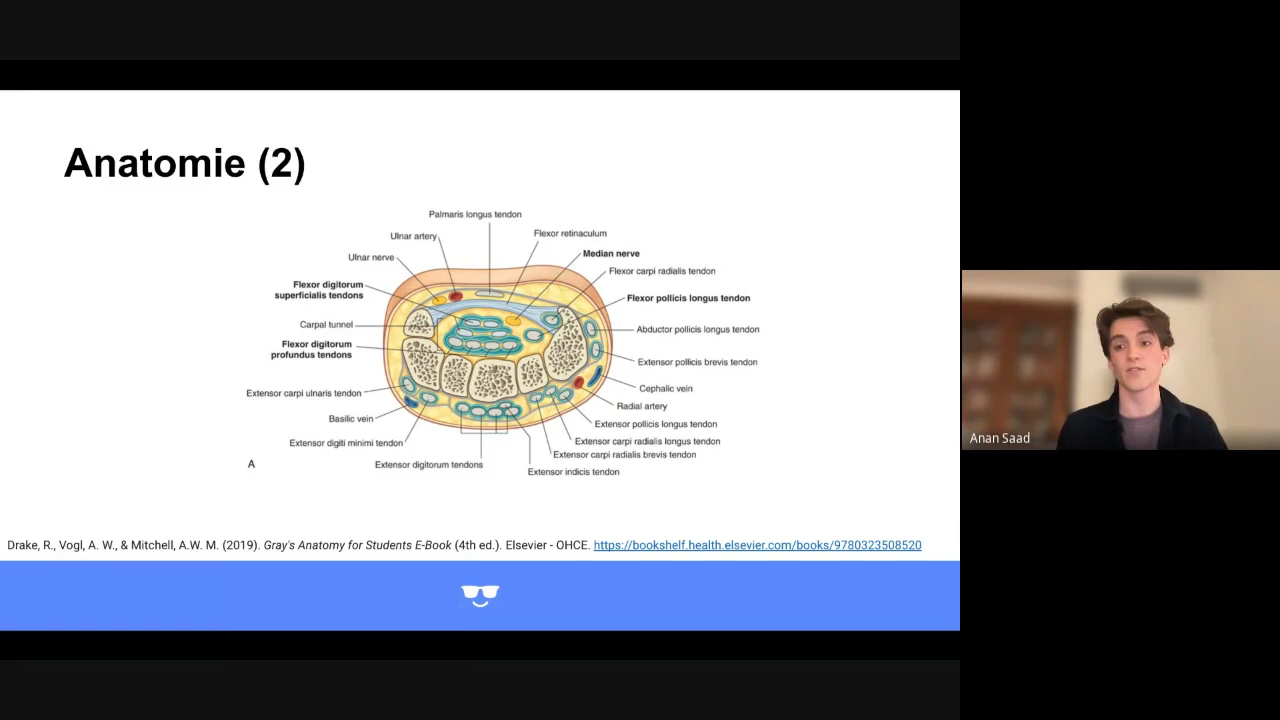 Anatomie (2)
Palmaris longus tendon
Ulnar artery
Flexor retinaculum
Ulnar nerve
Median nerve
Flexor carpi radialis tendon
Flexor digitorum
superficialis tendons
Flexor pollicis longus tendon
Carpal tunnel
Abductor pollicis longus tendon
Flexor digitorum
profundus tendons
Extensor pollicis brevis tendon
Extensor carpi ulnaris tendon
Cephalic vein
Radial artery
Basilic vein
Extensor pollicis longus tendon
Extensor digiti minimi tendon
Extensor carpi radialis longus tendon
Extensor carpi radialis brevis tendon
A
Extensor digitorum tendons
Extensor indicis tendon
Drake, R., Vogl, A. W., & Mitchell, A.W. M. (2019). Gray's Anatomy for Students E-Book (4th ed.). Elsevier - OHCE. https://bookshelf.health.elsevier.com/books/9780323508520
Anan Saad